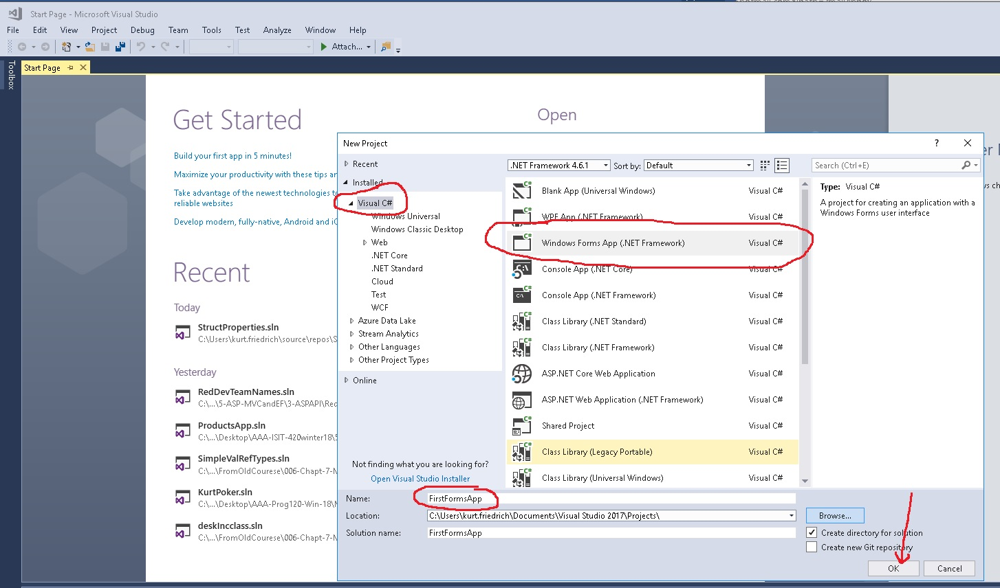 Start Page - Microsoft Visual Studio
File Edit View Project Debug Team Tools Test Analyze Window Help
Attach...
Toolbox
Start Page
Get Started
Build your first app in 5 minutes!
Maximize your productivity with these tips
Take advantage of the newest technologies
reliable websites
Develop modern, fully-native, Android and
Recent
Today
StructProperties.sln
C:\Users\kurt.friedrich\source\repos\S
Yesterday
RedDevTeamNames.sln
C:\...\5-ASP-MVCandEF\3-ASPAPI\Red
ProductsApp.sln
C:\...\Desktop\AAA-ISIT-420\winter18\5
SimpleValRefTypes.sln
C:\...\FromOldCourese\006-Chapt-7-N
KurtPoker.sln
C:\...\Desktop\AAA-Prog120-Win-18\N
deskIncclass.sln
C:\...\FromOldCourese\006-Chapt-7-N
Open
New Project
?
Recent
Installed
Visual C#
Windows Universal
Windows Classic Desktop
Web
.NET Core
.NET Standard
Cloud
Test
WCF
Azure Data Lake
Stream Analytics
Other Languages
Other Project Types
Online
Not finding what you are looking for?
Open Visual Studio Installer
.NET Framework 4.6.1 Sort by: Default
Blank App (Universal Windows) Visual C#
WPF App (.NET Framework) Visual C#
Windows Forms App (.NET Framework) Visual C#
Console App (.NET Core) Visual C#
Console App (.NET Framework) Visual C#
Class Library (.NET Standard) Visual C#
Class Library (.NET Framework) Visual C#
ASP.NET Core Web Application Visual C#
ASP.NET Web Application (.NET Framework) Visual C#
Shared Project Visual C#
Class Library (Legacy Portable) Visual C#
Class Library (Universal Windows) Visual C#
Search (Ctrl+E)
Type: Visual C#
A project for creating an application with a
Windows Forms user interface
Name: FirstFormsApp
Location: C:\Users\kurt.friedrich\Documents\Visual Studio 2017\Projects\
Browse...
Solution name: FirstFormsApp
Create directory for solution
Create new Git repository
OK Cancel